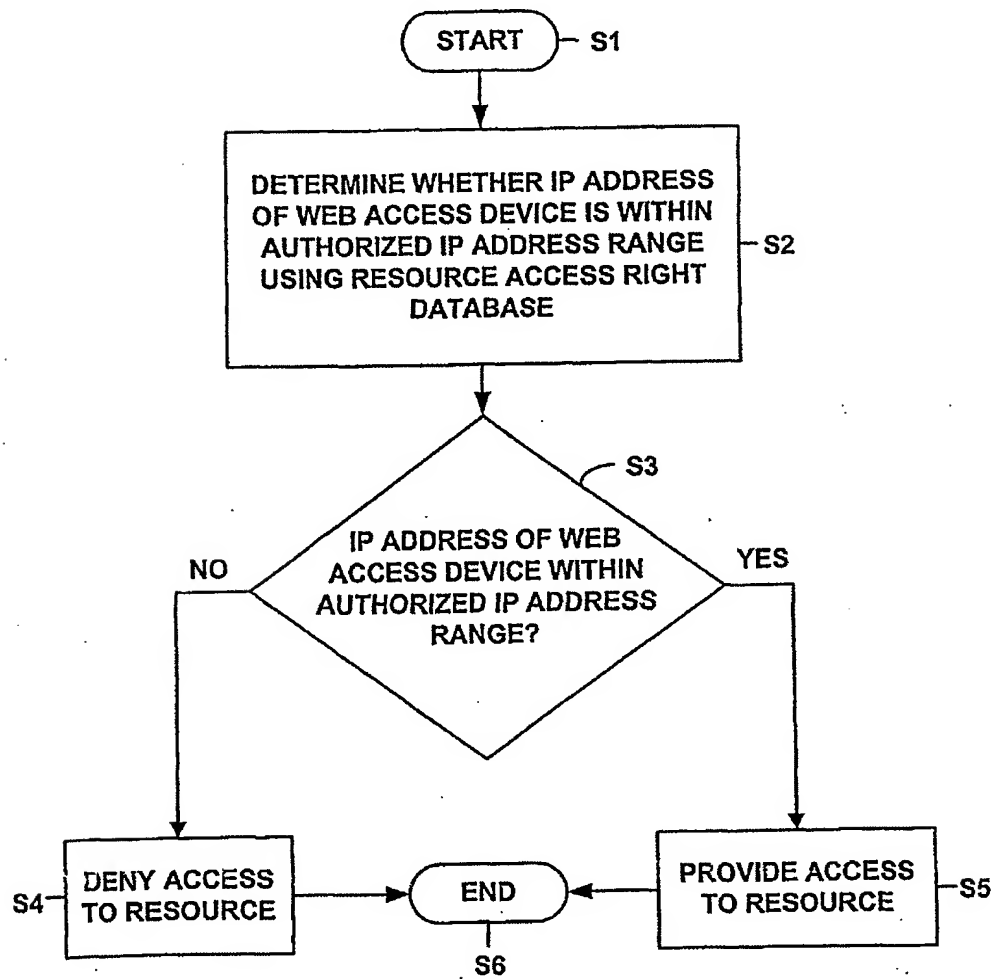 START
S1
DETERMINE WHETHER IP ADDRESS
OF WEB ACCESS DEVICE IS WITHIN
AUTHORIZED IP ADDRESS RANGE
USING RESOURCE ACCESS RIGHT
DATABASE
S2
S3
IP ADDRESS OF WEB
ACCESS DEVICE WITHIN
AUTHORIZED IP ADDRESS
RANGE?
NO
YES
S4
DENY ACCESS
TO RESOURCE
END
S6
PROVIDE ACCESS
TO RESOURCE
S5